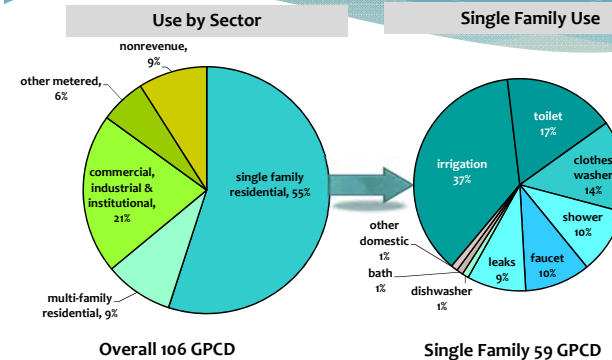 Use by Sector
nonrevenue,
9%
other metered,
6%
commercial,
industrial &
institutional,
21%
single family
residential, 55%
multi-family
residential, 9%
Overall 106 GPCD
Single Family Use
toilet
17%
irrigation
37%
clothes
washer
14%
shower
10%
faucet
10%
leaks
9%
other
domestic
1%
bath
1%
dishwasher
1%
Single Family 59 GPCD